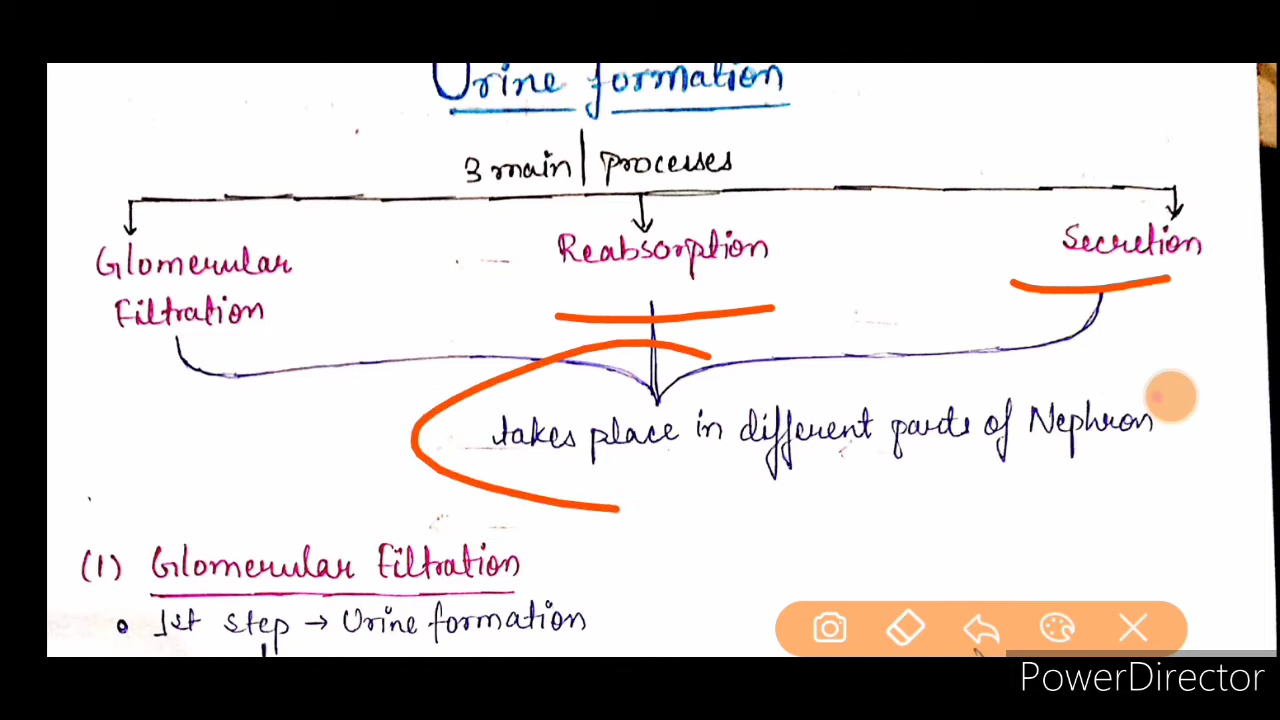 Urine formation
3 main processes
Glomerular Filtration
Reabsorption
Secretion
takes place in different parts of Nephron
(1) Glomerular Filtration
• 1st step → Urine formation
PowerDirector